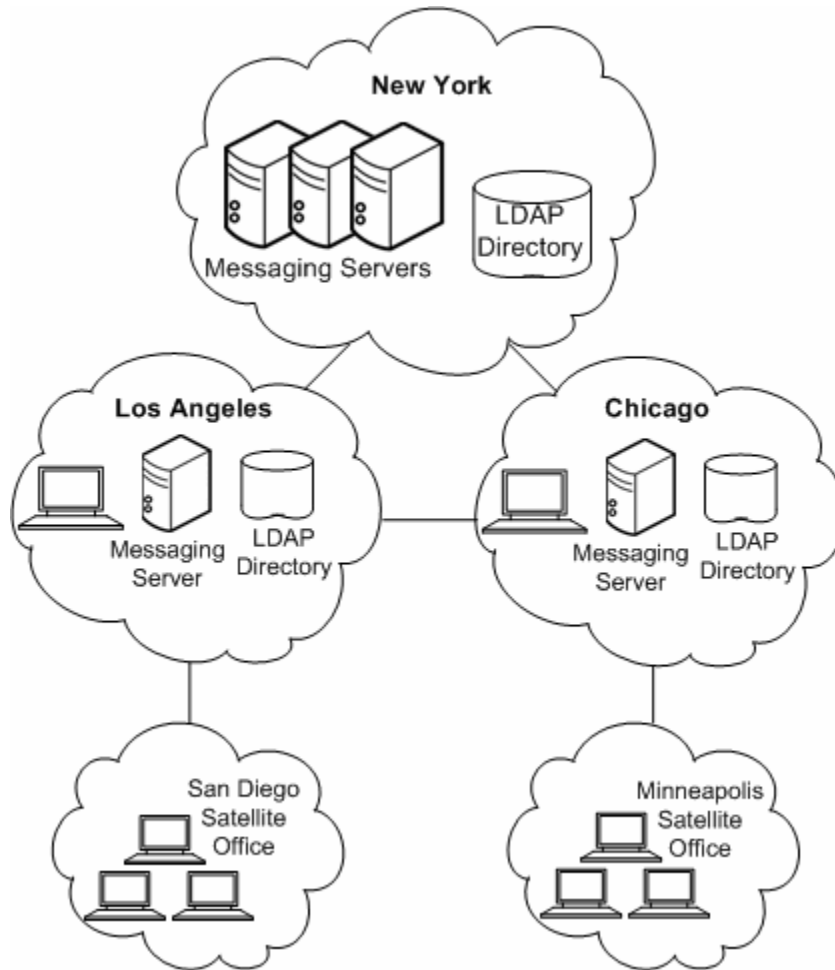 New York
LDAP
Directory
Messaging Servers
Los Angeles
Messaging
Server
LDAP
Directory
Chicago
Messaging
Server
LDAP
Directory
San Diego
Satellite
Office
Minneapolis
Satellite
Office